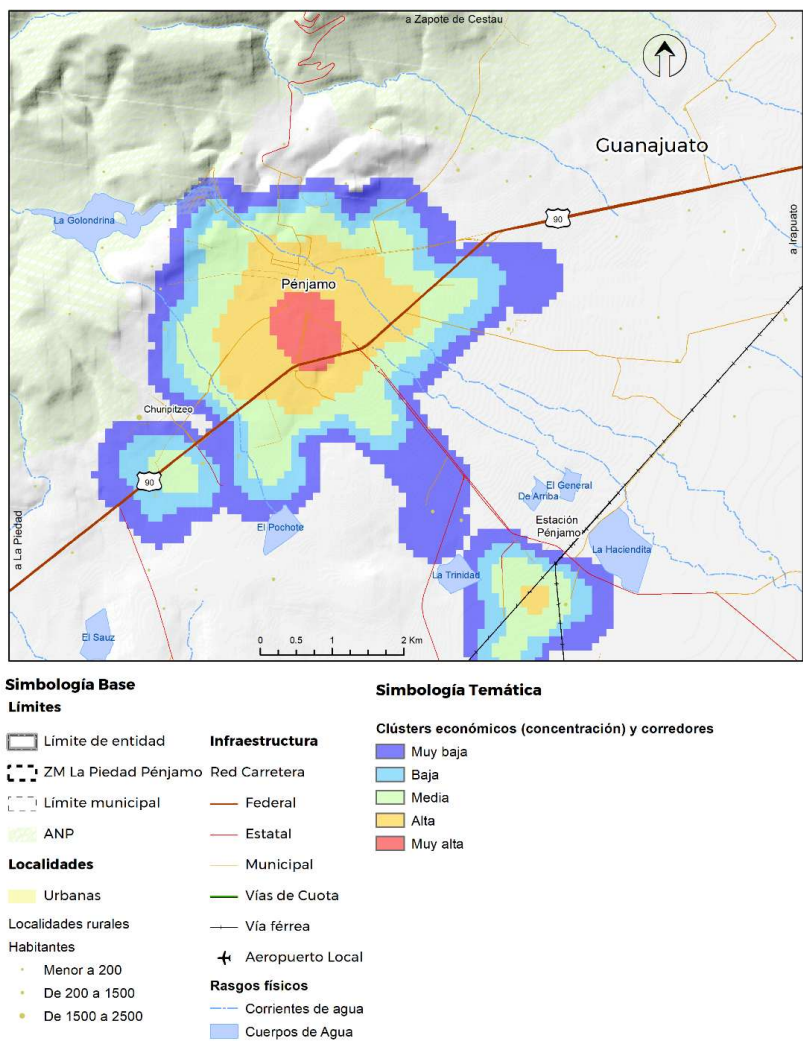 a Zapote de Cestau
Guanajuato
90
a Irapuato
La Golondrina
Pénjamo
Churipitzeo
90
El General
De Arriba
Estación
Pénjamo
a La Piedad
El Pochote
La Haciendita
La Trinidad
El Sauz
0 0.5 1 2 Km
Simbología Base
Límites
Límite de entidad
ZM La Piedad Pénjamo
Límite municipal
ANP
Localidades
Urbanas
Localidades rurales
Habitantes
Menor a 200
De 200 a 1500
De 1500 a 2500
Infraestructura
Red Carretera
Federal
Estatal
Municipal
Vías de Cuota
Vía férrea
Aeropuerto Local
Rasgos físicos
Corrientes de agua
Cuerpos de Agua
Simbología Temática
Clústers económicos (concentración) y corredores
Muy baja
Baja
Media
Alta
Muy alta